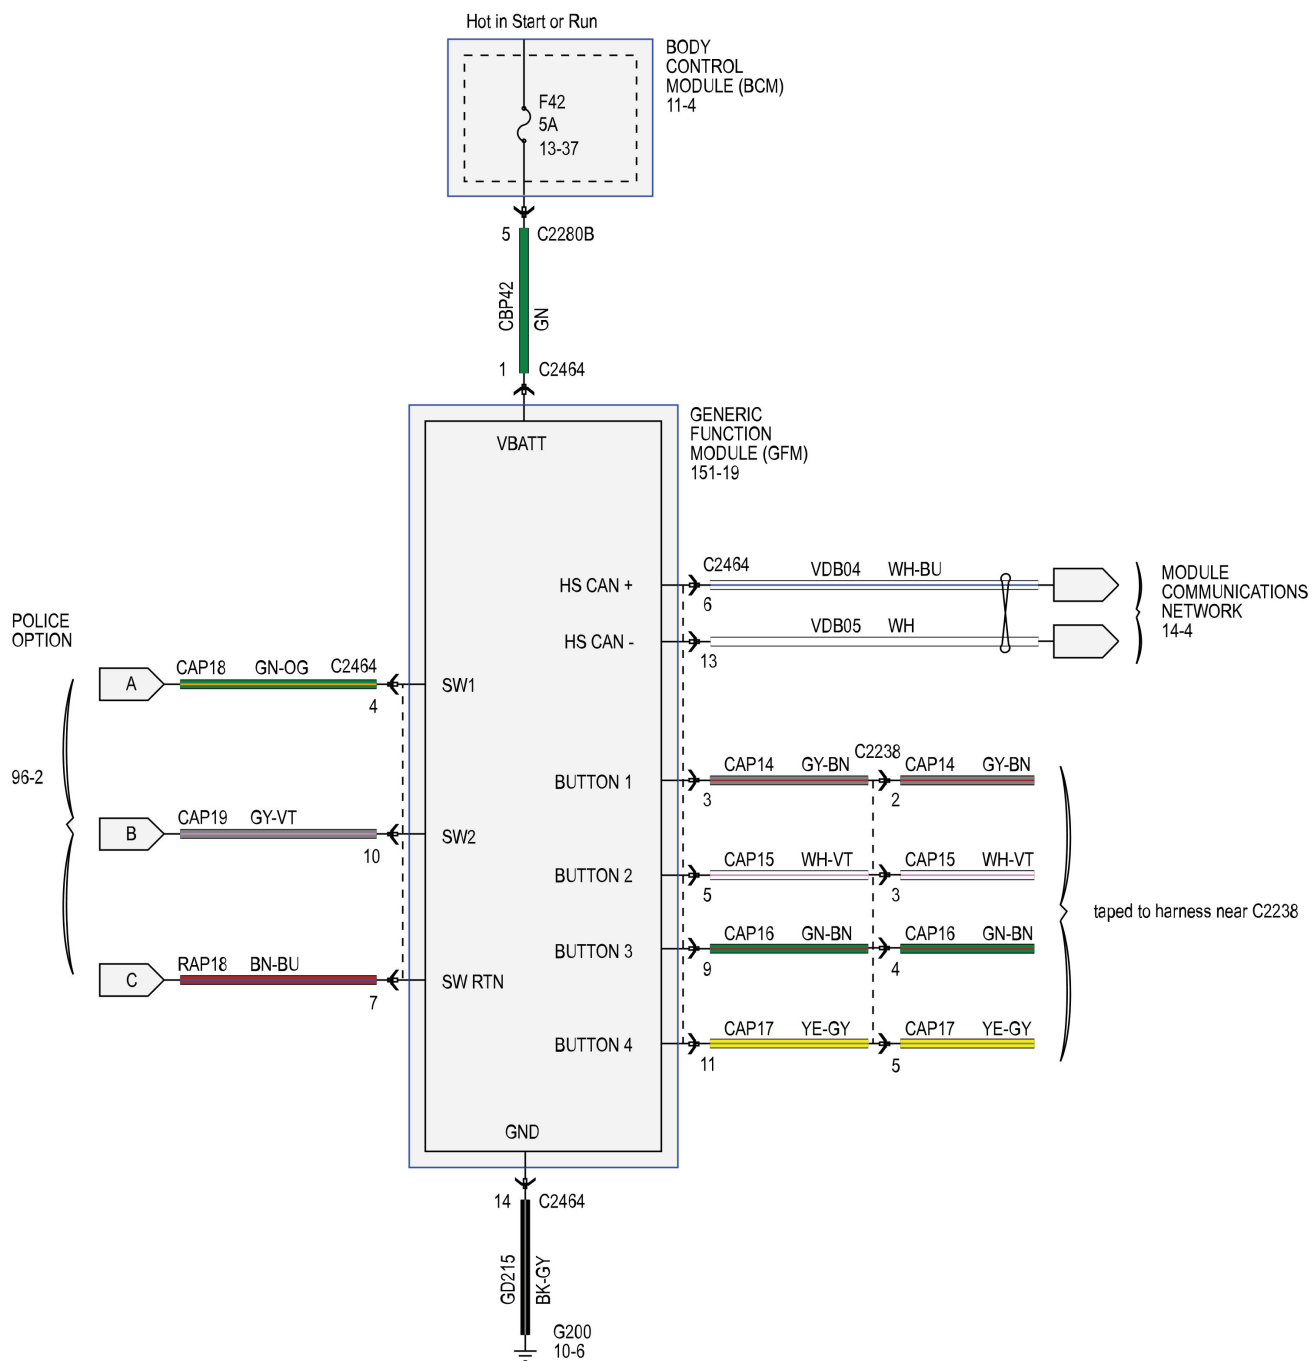 Hot in Start or Run
BODY
CONTROL
MODULE (BCM)
11-4
F42
5A
13-37
5 C2280B
CBP42
GN
1 C2464
GENERIC
FUNCTION
MODULE (GFM)
151-19
VBATT
POLICE
OPTION
96-2
A
CAP18 GN-OG C2464
4
SW1
B
CAP19 GY-VT
10
SW2
C
RAP18 BN-BU
7
SW RTN
HS CAN +
C2464
6
VDB04 WH-BU
HS CAN -
13
VDB05 WH
MODULE
COMMUNICATIONS
NETWORK
14-4
BUTTON 1
3
CAP14 GY-BN
C2238
2
CAP14 GY-BN
BUTTON 2
5
CAP15 WH-VT
3
CAP15 WH-VT
BUTTON 3
9
CAP16 GN-BN
4
CAP16 GN-BN
BUTTON 4
11
CAP17 YE-GY
5
CAP17 YE-GY
taped to harness near C2238
GND
14 C2464
GD215
BK-GY
G200
10-6